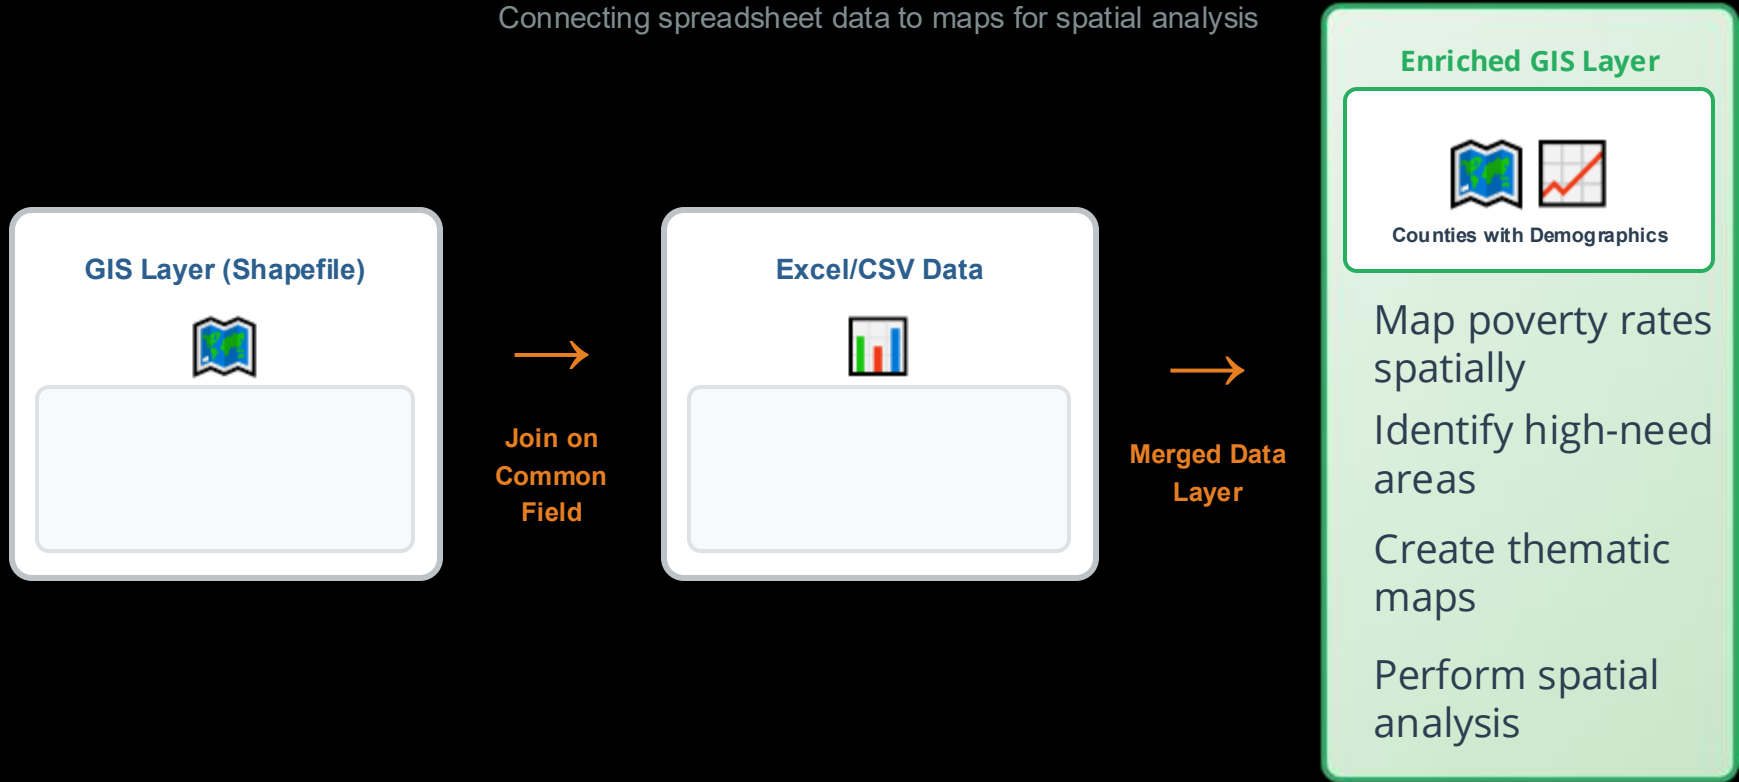 Connecting spreadsheet data to maps for spatial analysis
GIS Layer (Shapefile)
Join on
Common
Field
Excel/CSV Data
Merged Data
Layer
Enriched GIS Layer
Counties with Demographics
Map poverty rates
spatially
Identify high-need
areas
Create thematic
maps
Perform spatial
analysis